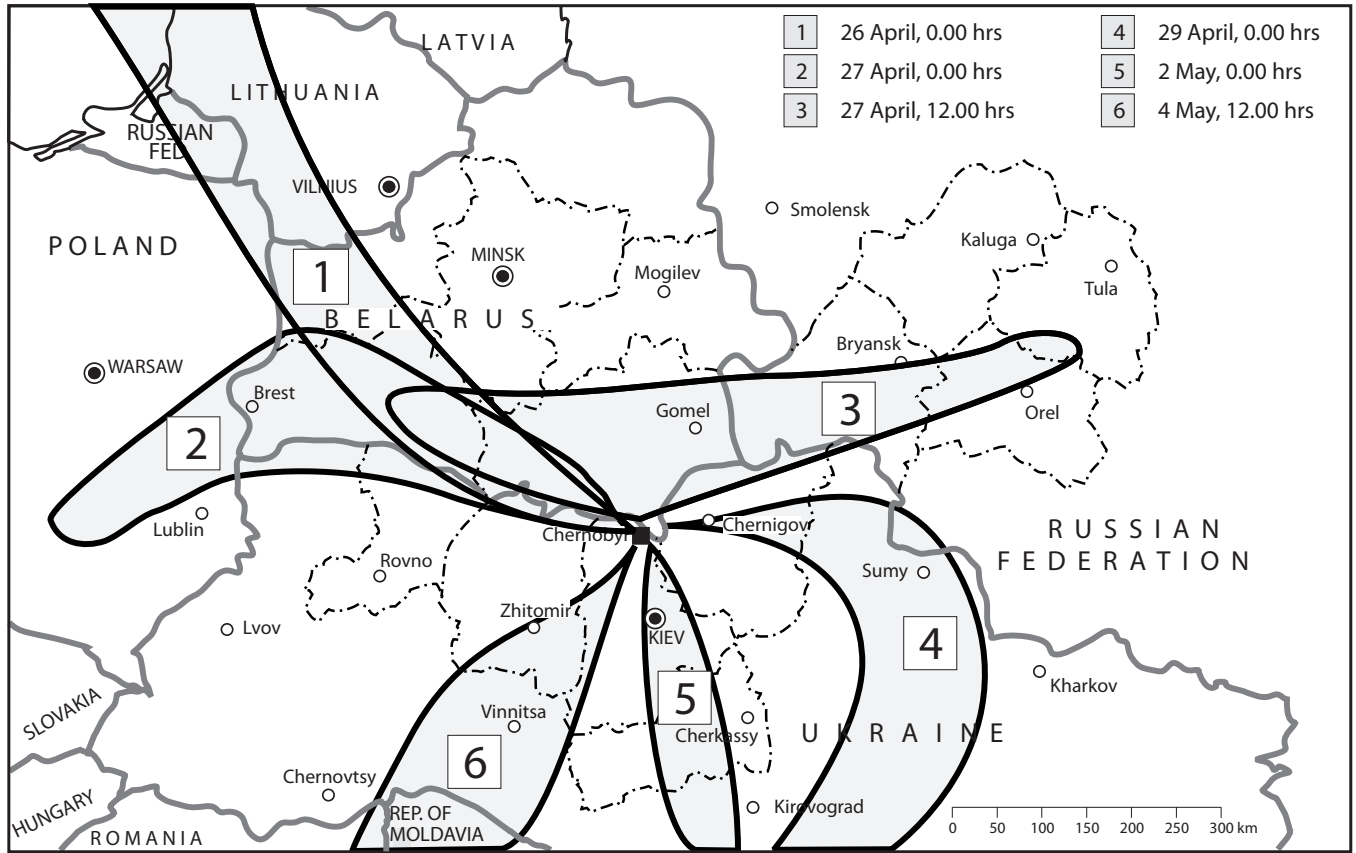 1 26 April, 0.00 hrs
2 27 April, 0.00 hrs
3 27 April, 12.00 hrs
4 29 April, 0.00 hrs
5 2 May, 0.00 hrs
6 4 May, 12.00 hrs
LATVIA
LITHUANIA
RUSSIAN
FED.
VILNIUS
POLAND
Smolensk
Kaluga
Tula
MINSK
Mogilev
1
BELARUS
WARSAW
Bryansk
Brest
Orel
Gomel
3
2
Lublin
Chernobyl
Chernigov
RUSSIAN
FEDERATION
Rovno
Sumy
Zhitomir
Lvov
KIEV
4
Kharkov
SLOVAKIA
5
Vinnitsa
Cherkassy
UKRAINE
6
Chernovtsy
HUNGARY
REP. OF
MOLDAVIA
Kirovograd
ROMANIA
0 50 100 150 200 250 300 km